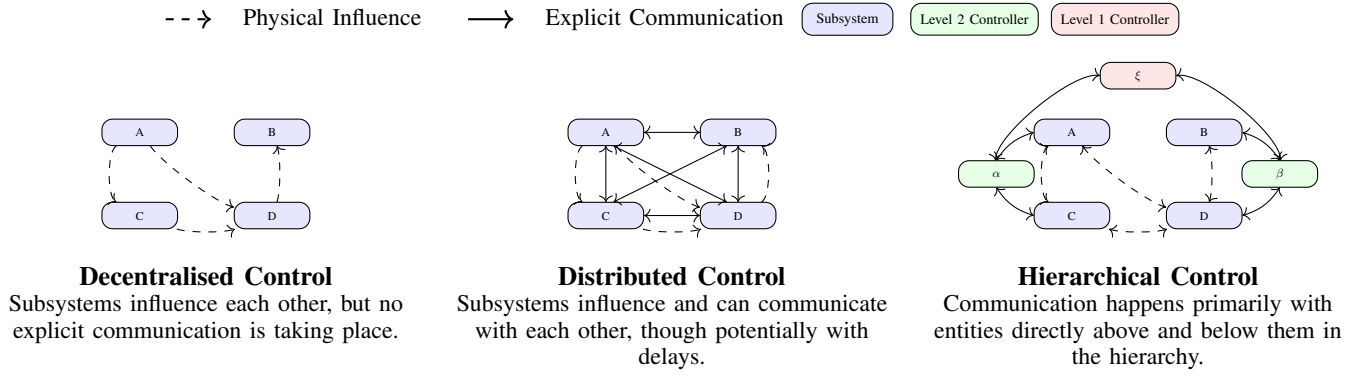 Physical Influence Explicit Communication Subsystem Level 2 Controller Level 1 Controller
A B
C D
Decentralised Control
Subsystems influence each other, but no
explicit communication is taking place.
A B
C D
Distributed Control
Subsystems influence and can communicate
with each other, though potentially with
delays.
ξ
A B
α β
C D
Hierarchical Control
Communication happens primarily with
entities directly above and below them in
the hierarchy.